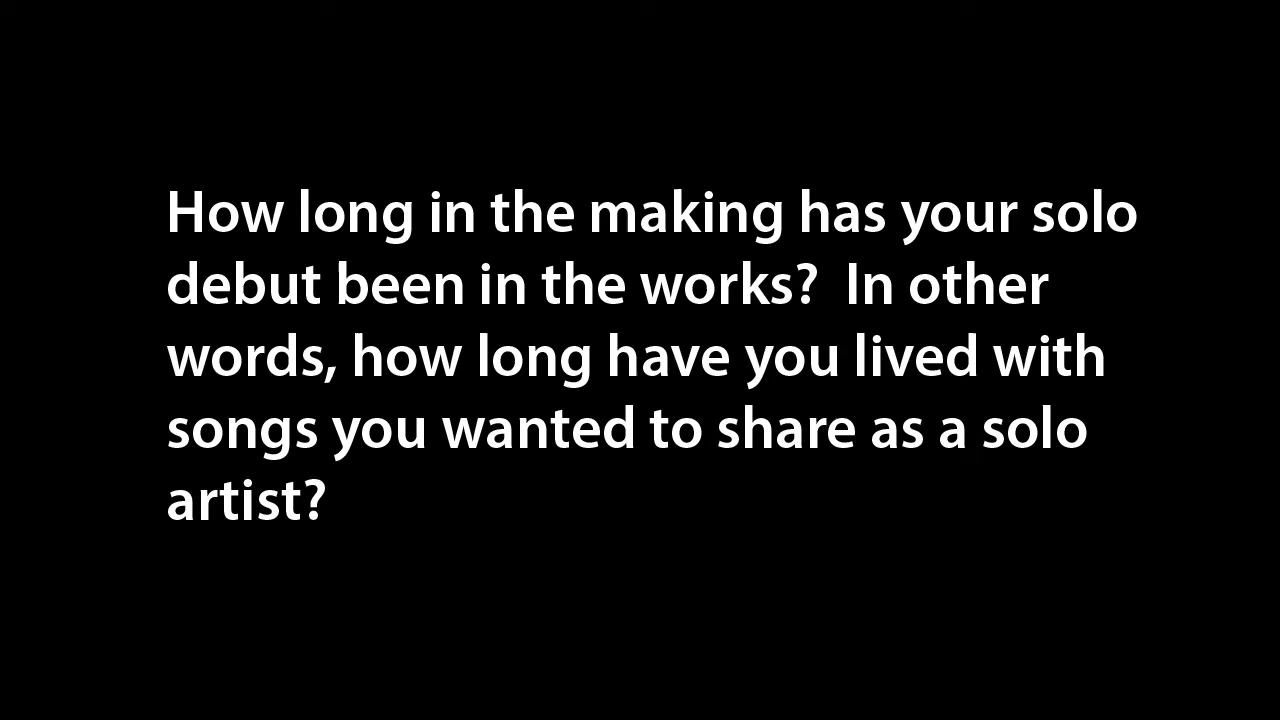 How long in the making has your solo
debut been in the works?  In other
words, how long have you lived with
songs you wanted to share as a solo
artist?